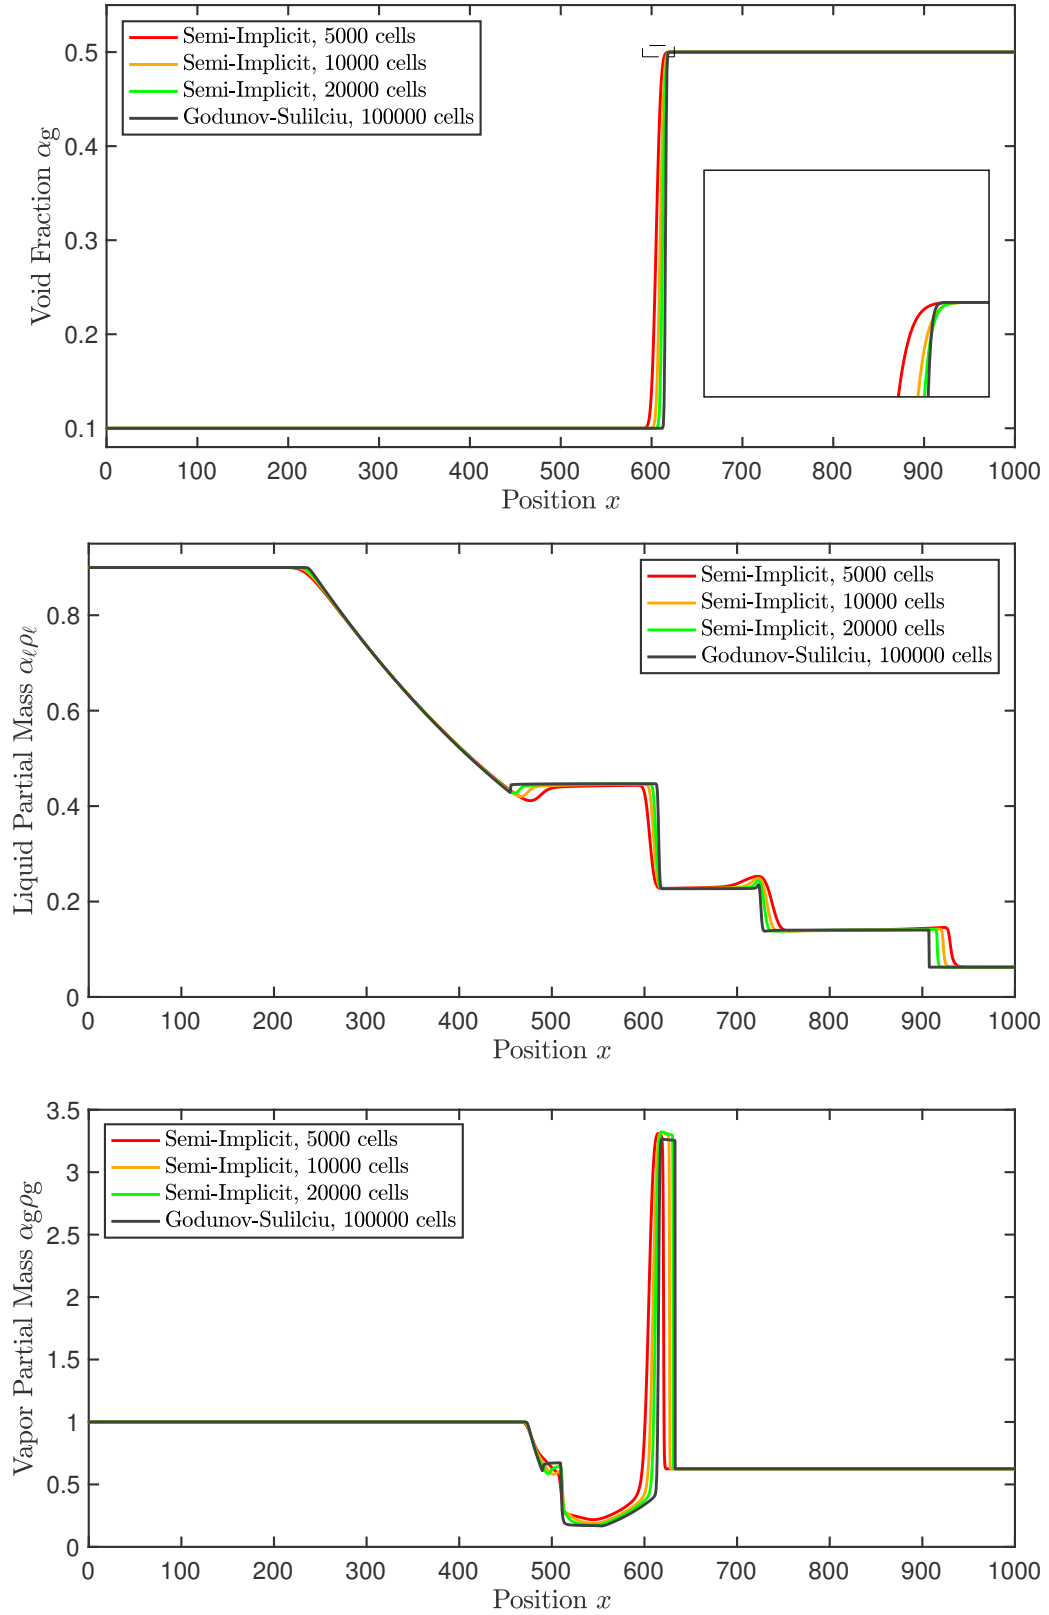 Semi-Implicit, 5000 cells
Semi-Implicit, 10000 cells
Semi-Implicit, 20000 cells
Godunov-Sulilciu, 100000 cells
0.5
0.4
0.3
0.2
0.1
Void Fraction αg
0 100 200 300 400 500 600 700 800 900 1000
Position x
Semi-Implicit, 5000 cells
Semi-Implicit, 10000 cells
Semi-Implicit, 20000 cells
Godunov-Sulilciu, 100000 cells
0.8
0.6
0.4
0.2
0
Liquid Partial Mass αℓρℓ
0 100 200 300 400 500 600 700 800 900 1000
Position x
Semi-Implicit, 5000 cells
Semi-Implicit, 10000 cells
Semi-Implicit, 20000 cells
Godunov-Sulilciu, 100000 cells
3.5
3
2.5
2
1.5
1
0.5
0
Vapor Partial Mass αgρg
0 100 200 300 400 500 600 700 800 900 1000
Position x